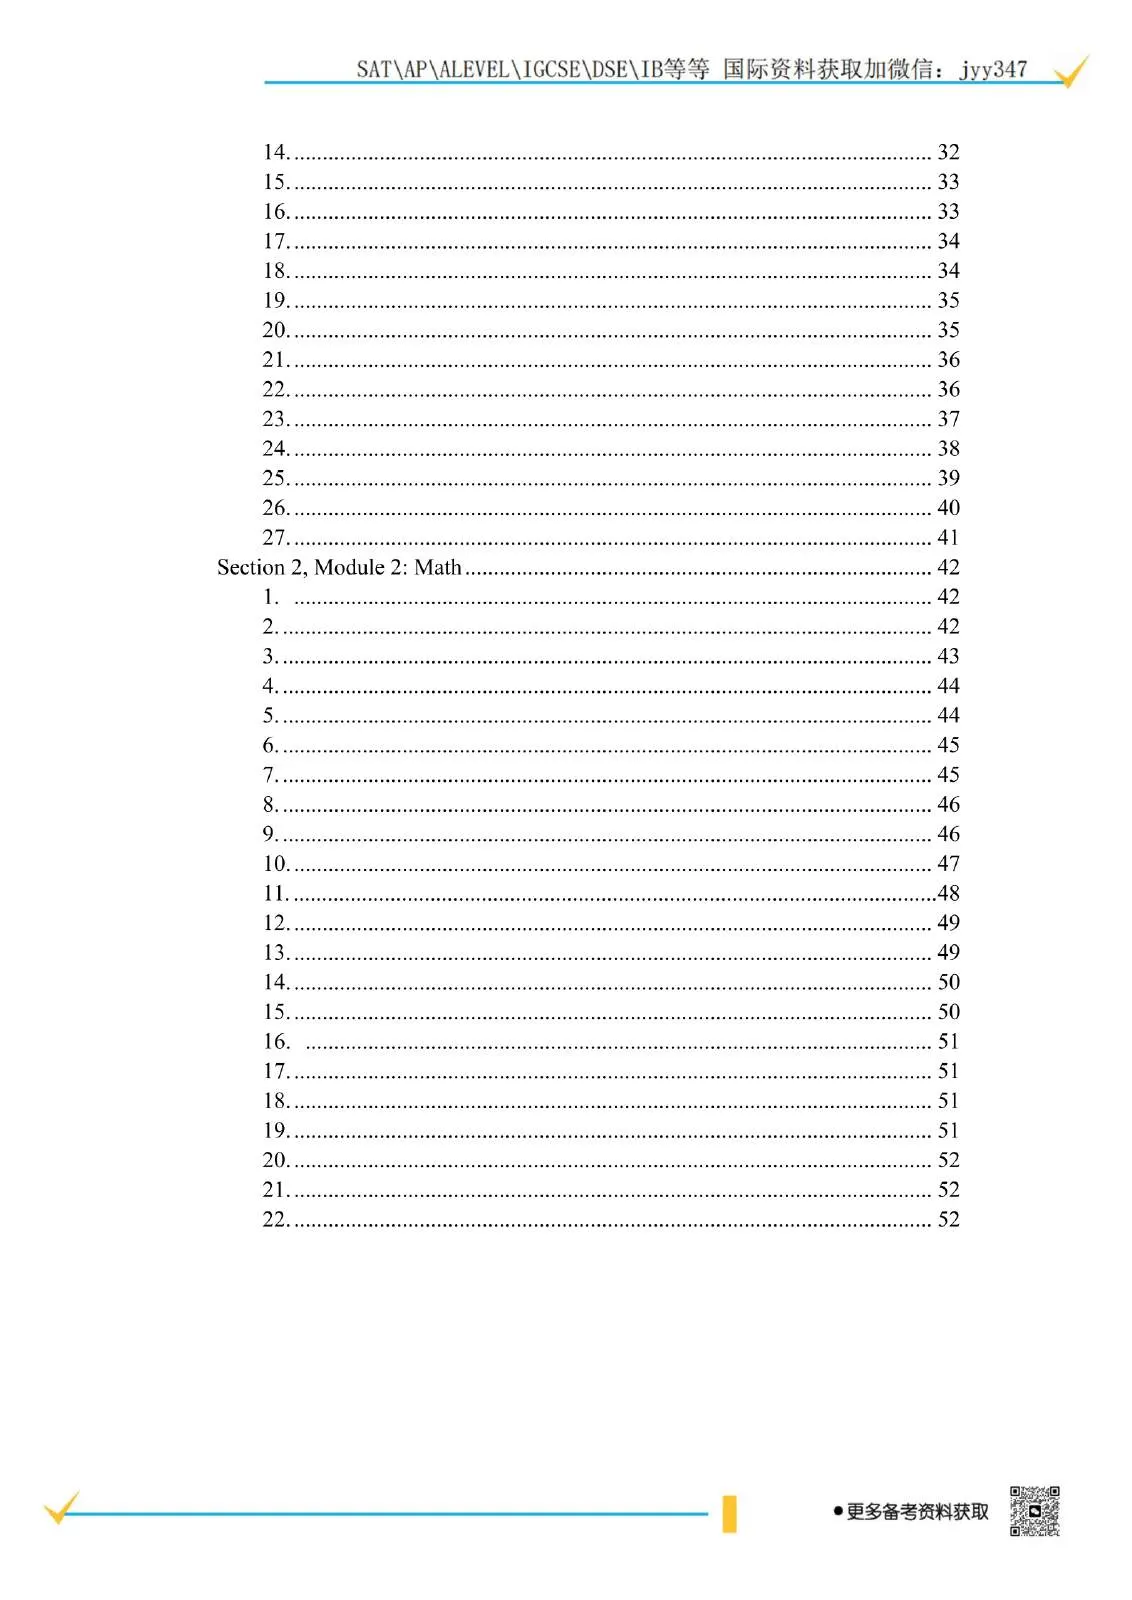 SAT\AP\ALEVEL\IGCSE\DSE\IB等等 国际资料获取加微信：jyy347
14. ........ 32
15. ........ 33
16. ........ 33
17. ........ 34
18. ........ 34
19. ........ 35
20. ........ 35
21. ........ 36
22. ........ 36
23. ........ 37
24. ........ 38
25. ........ 39
26. ........ 40
27. ........ 41
Section 2, Module 2: Math ........ 42
1. ........ 42
2. ........ 42
3. ........ 43
4. ........ 44
5. ........ 44
6. ........ 45
7. ........ 45
8. ........ 46
9. ........ 46
10. ........ 47
11. ........ 48
12. ........ 49
13. ........ 49
14. ........ 50
15. ........ 50
16. ........ 51
17. ........ 51
18. ........ 51
19. ........ 51
20. ........ 52
21. ........ 52
22. ........ 52
●更多备考资料获取